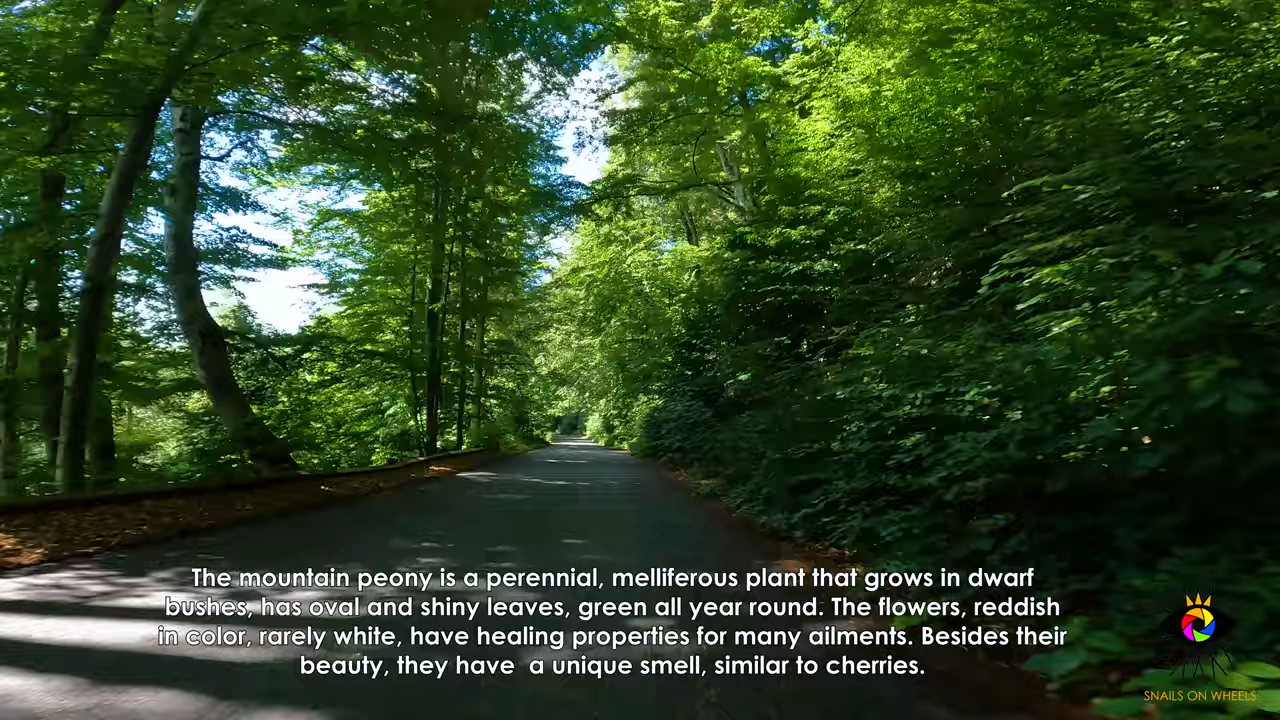 The mountain peony is a perennial, melliferous plant that grows in dwarf
bushes, has oval and shiny leaves, green all year round. The flowers, reddish
in color, rarely white, have healing properties for many ailments. Besides their
beauty, they have  a unique smell, similar to cherries.
SNAILS ON WHEELS